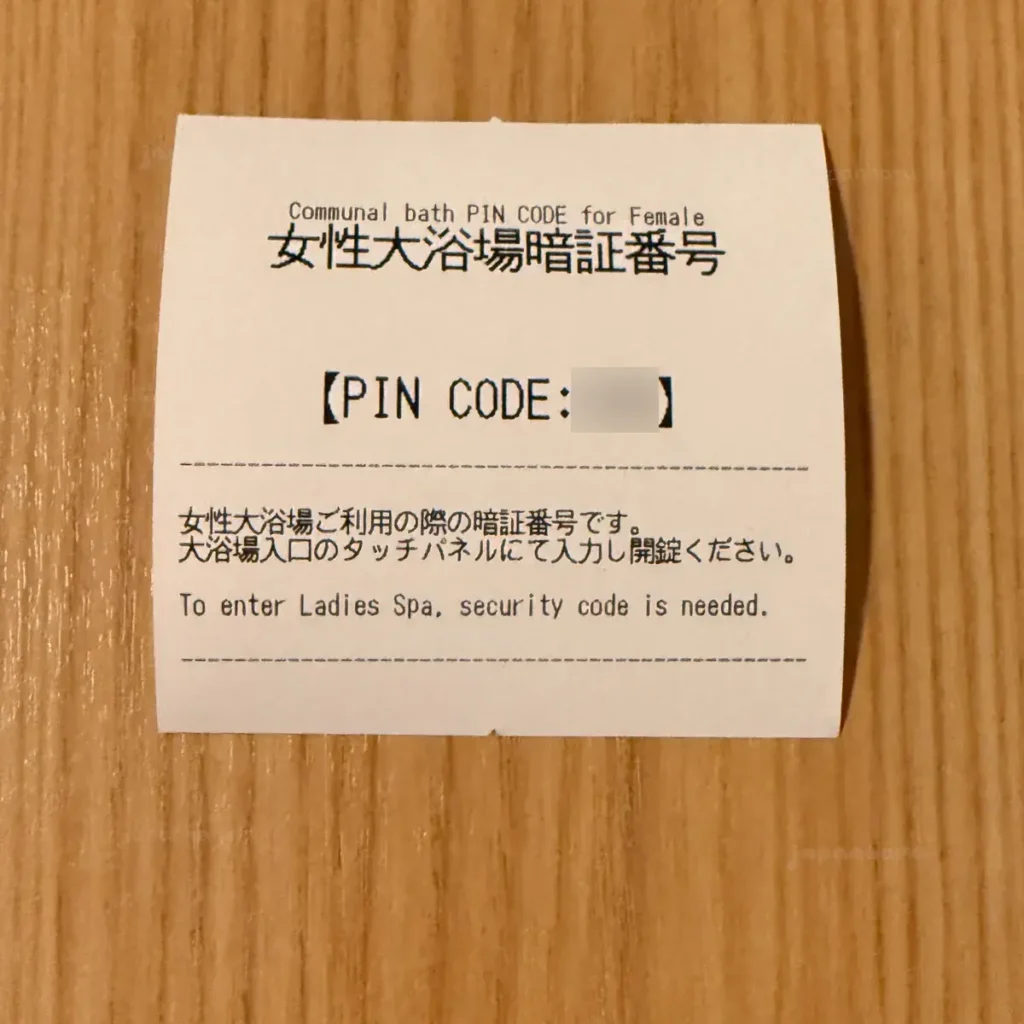 Communal bath PIN CODE for Female
女性大浴場暗証番号
【PIN CODE:】
女性大浴場ご利用の際の暗証番号です。
大浴場入口のタッチパネルにて入力し開錠ください。
To enter Ladies Spa, security code is needed.